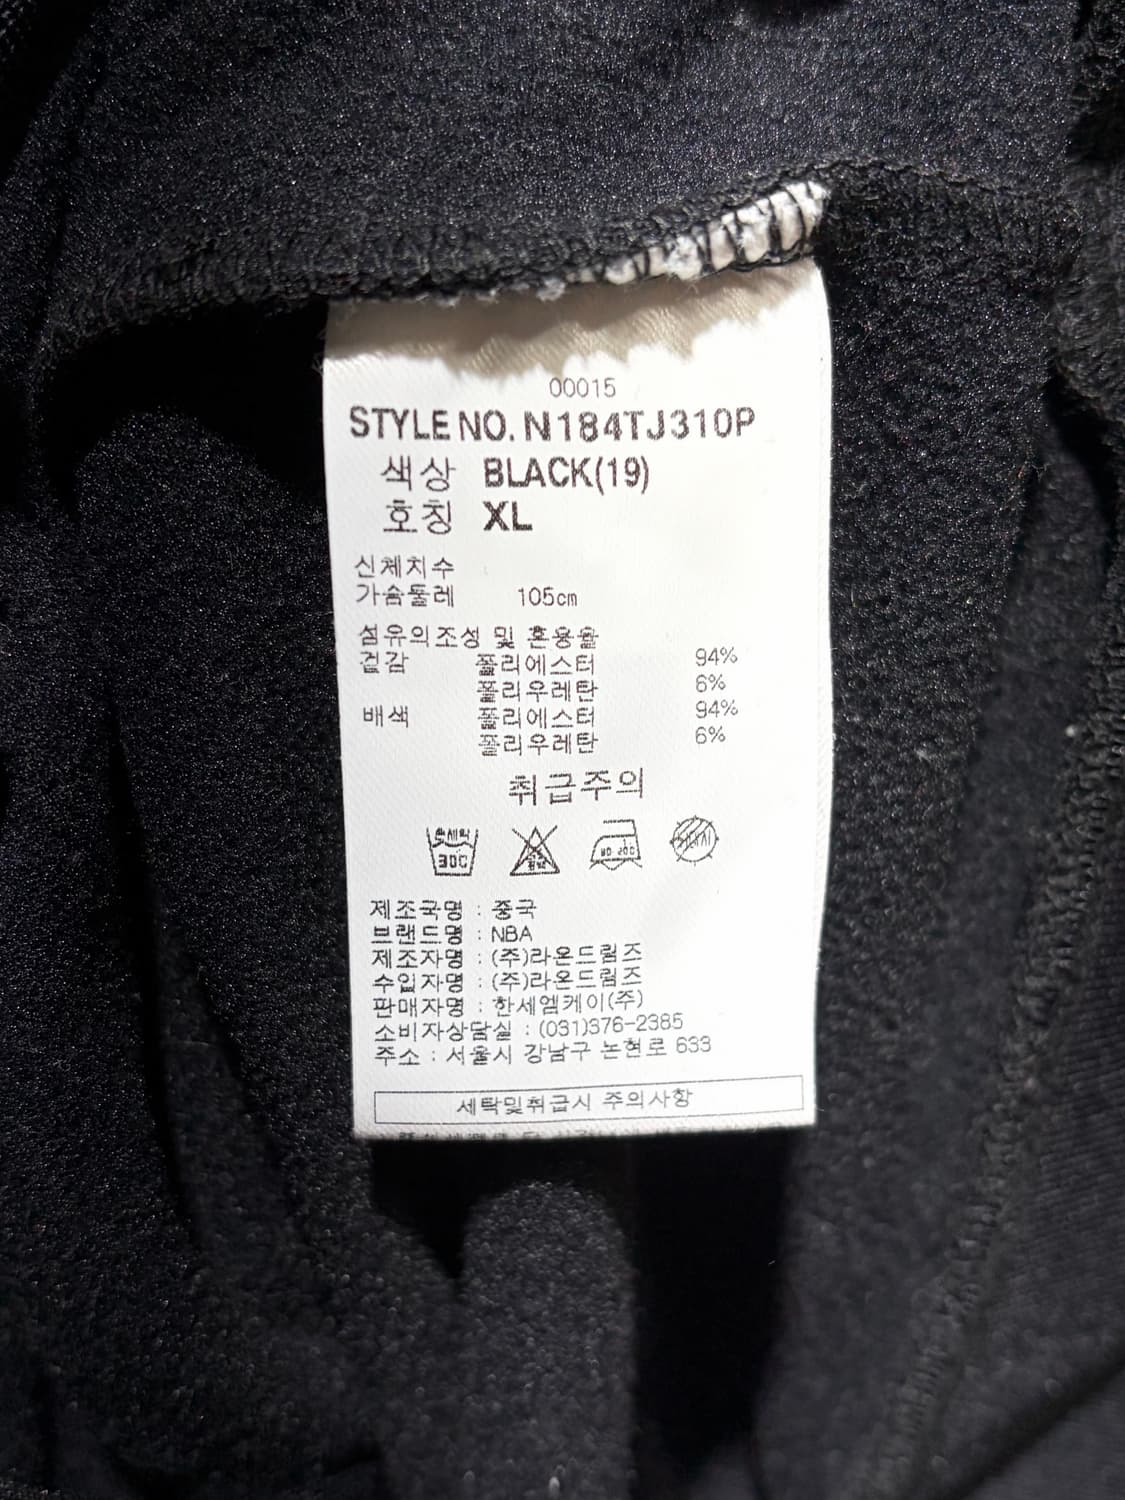 00015
STYLE NO. N184TJ310P
색상 BLACK(19)
호칭 XL
신체치수
가슴둘레 105cm
섬유의조성 및 혼용율
겉감 폴리에스터 94%
폴리우레탄 6%
배색 폴리에스터 94%
폴리우레탄 6%
취급주의
제조국명 : 중국
브랜드명 : NBA
제조자명 : (주)라온드림즈
수입자명 : (주)라온드림즈
판매자명 : 한세엠케이(주)
소비자상담실 : (031)376-2385
주소 : 서울시 강남구 논현로 633
세탁및취급시 주의사항